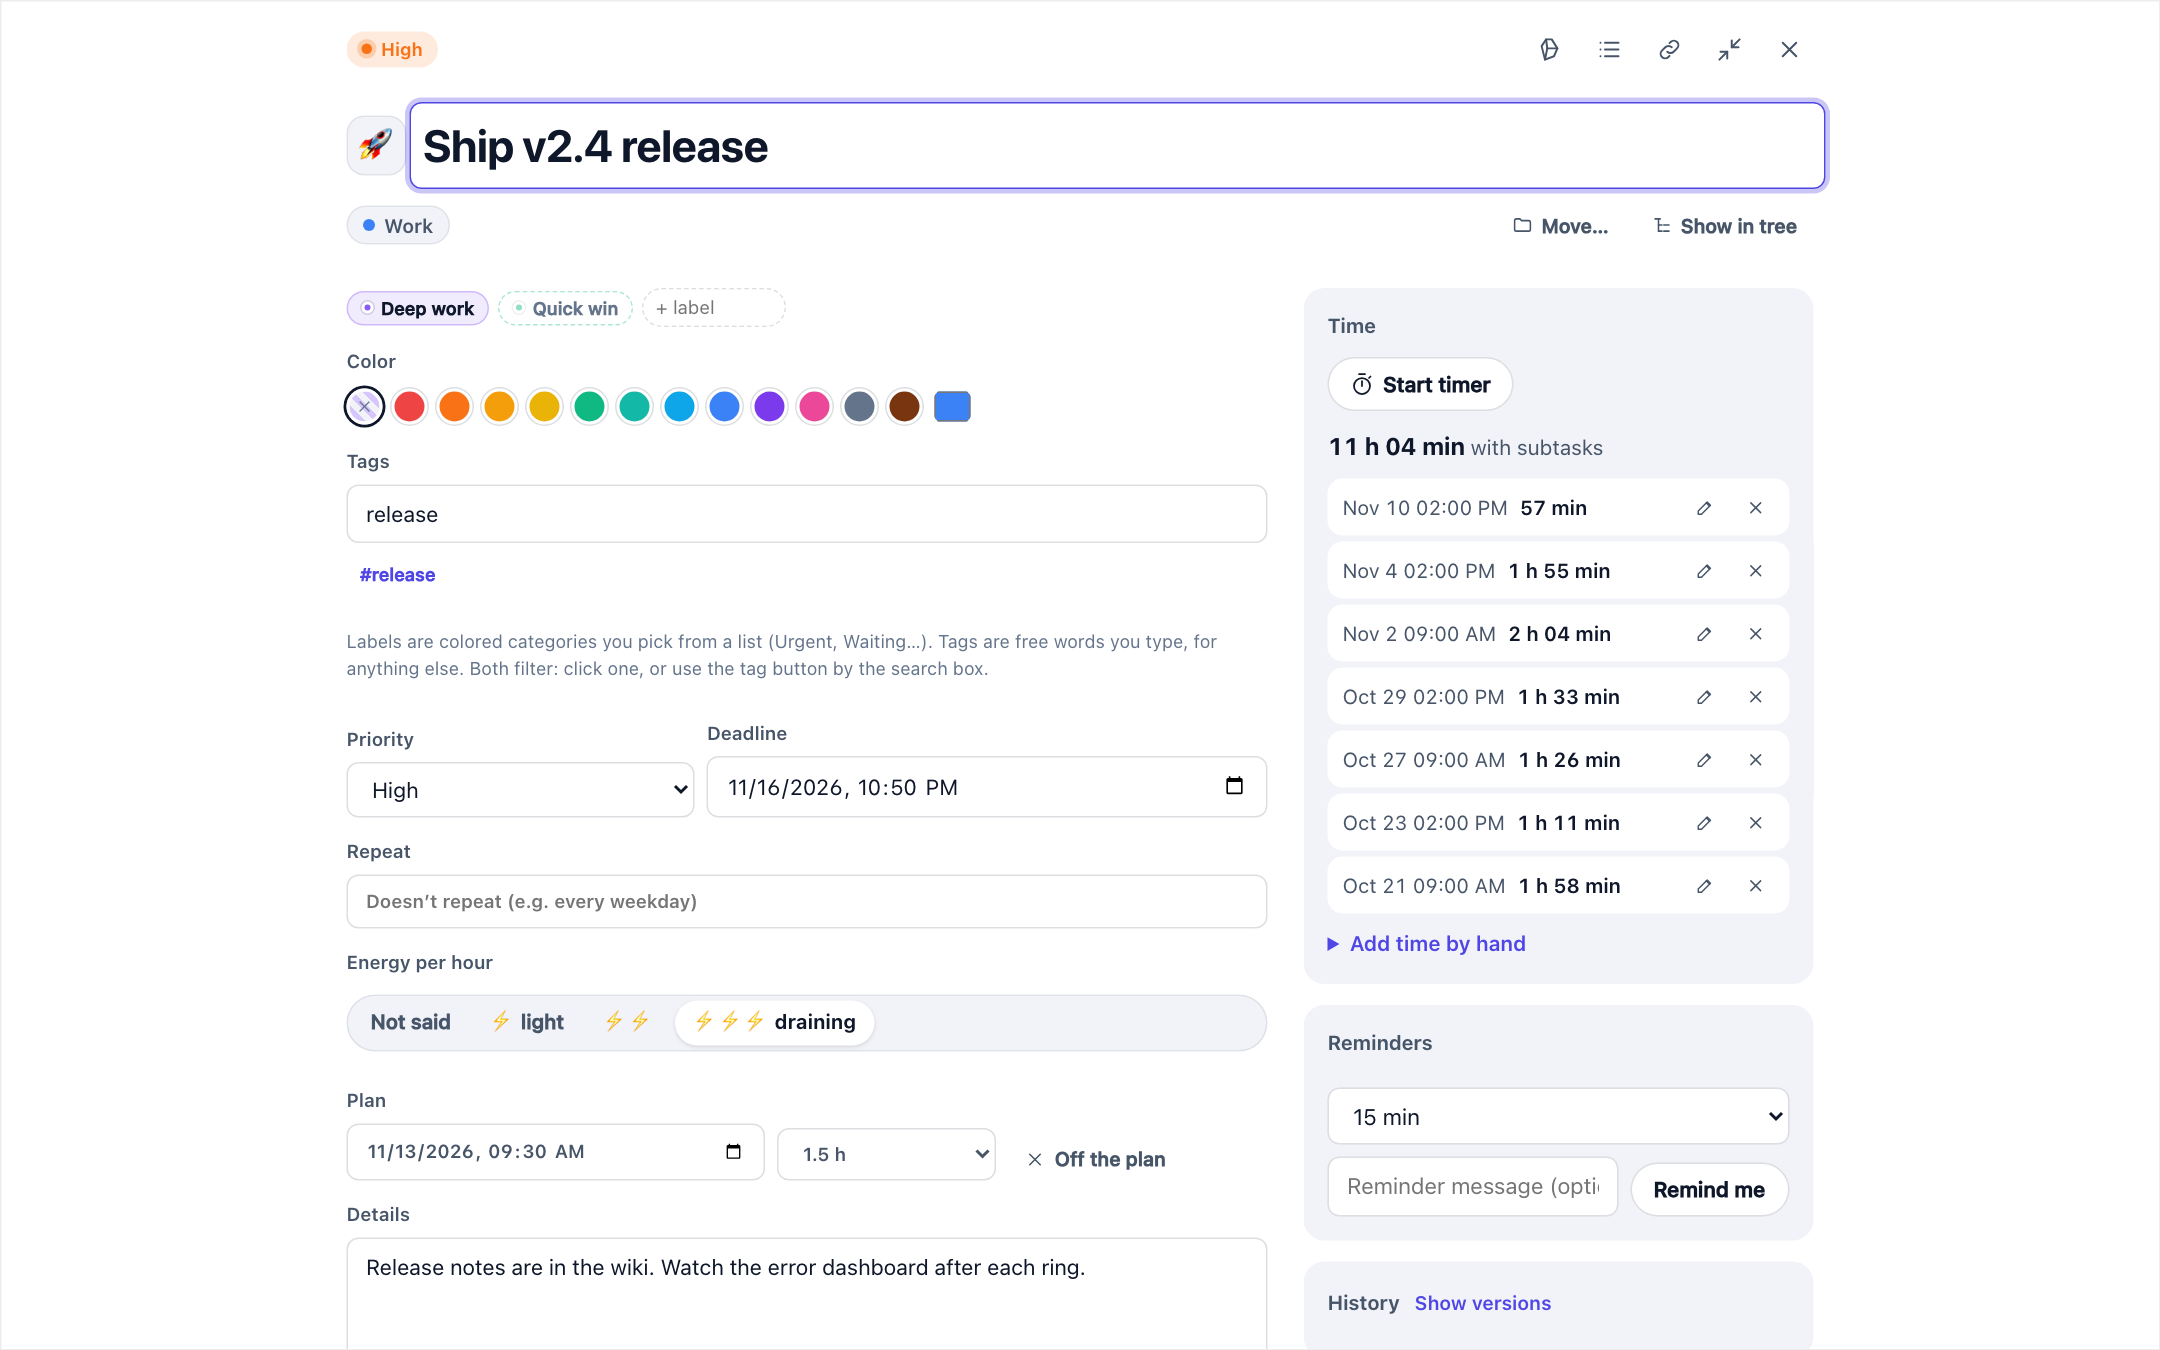 High
Ship v2.4 release
Work
Move...
Show in tree
Deep work
Quick win
+ label
Color
Tags
release
#release
Labels are colored categories you pick from a list (Urgent, Waiting...). Tags are free words you type, for
anything else. Both filter: click one, or use the tag button by the search box.
Priority
High
Deadline
11/16/2026, 10:50 PM
Repeat
Doesn't repeat (e.g. every weekday)
Energy per hour
Not said
light
draining
Plan
11/13/2026, 09:30 AM
1.5 h
Off the plan
Details
Release notes are in the wiki. Watch the error dashboard after each ring.
Time
Start timer
11 h 04 min with subtasks
Nov 10 02:00 PM 57 min
Nov 4 02:00 PM 1 h 55 min
Nov 2 09:00 AM 2 h 04 min
Oct 29 02:00 PM 1 h 33 min
Oct 27 09:00 AM 1 h 26 min
Oct 23 02:00 PM 1 h 11 min
Oct 21 09:00 AM 1 h 58 min
Add time by hand
Reminders
15 min
Reminder message (opti
Remind me
History Show versions